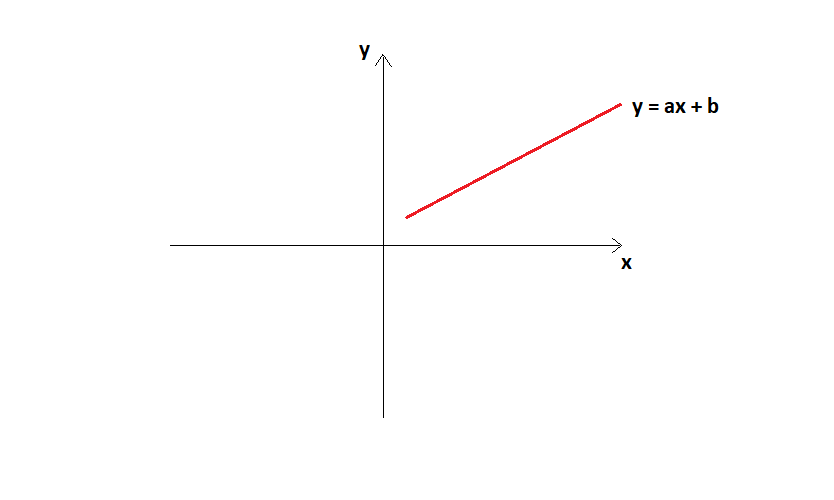 y
y = ax + b
x